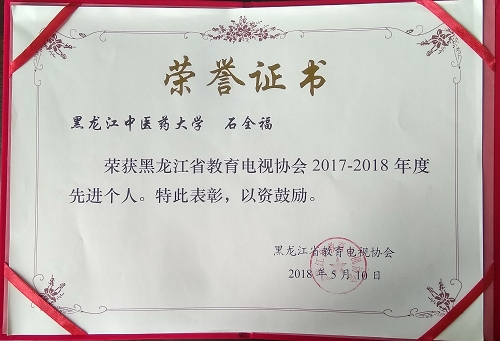 荣誉证书
黑龙江中医药大学 石全福
荣获黑龙江省教育电视协会 2017-2018 年度
先进个人。特此表彰，以资鼓励。
黑龙江省教育电视协会
2018 年 5 月 10 日